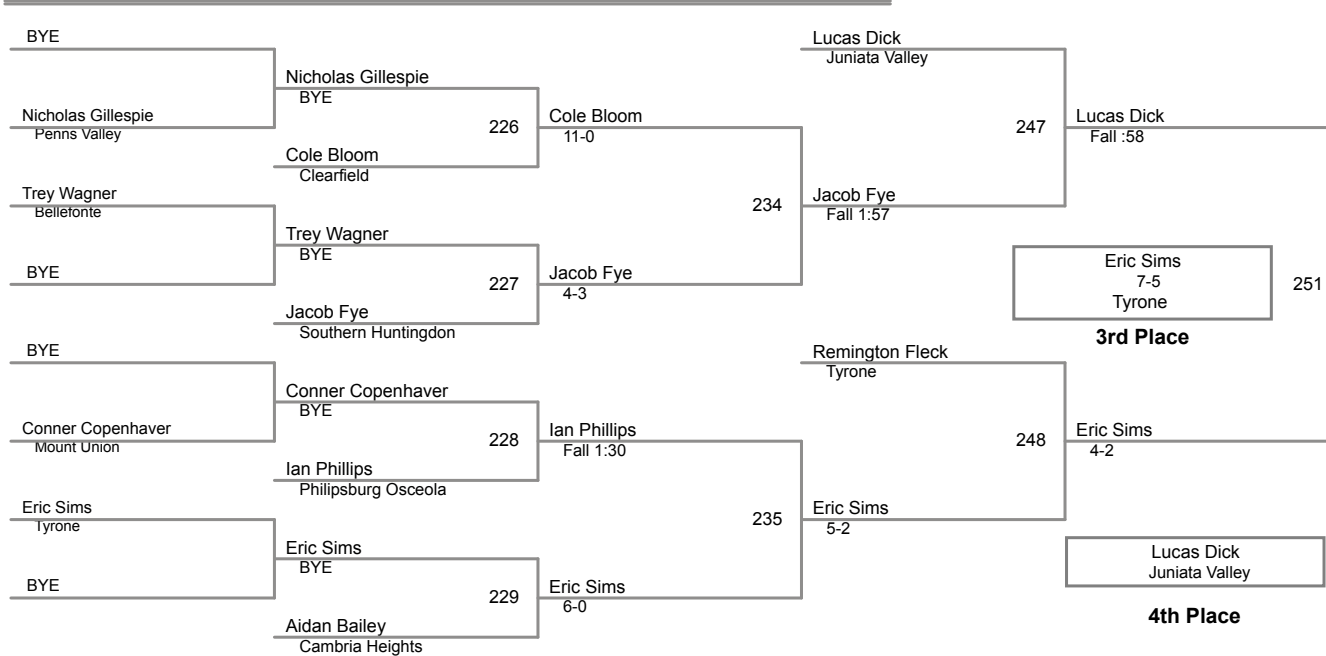 BYE
Nicholas Gillespie
Penns Valley
Trey Wagner
Bellefonte
BYE
BYE
Conner Copenhaver
Mount Union
Eric Sims
Tyrone
BYE
Nicholas Gillespie
BYE
226
Cole Bloom
Clearfield
Trey Wagner
BYE
227
Jacob Fye
Southern Huntingdon
Conner Copenhaver
BYE
228
Ian Phillips
Philipsburg Osceola
Eric Sims
BYE
229
Aidan Bailey
Cambria Heights
Cole Bloom
11-0
234
Jacob Fye
4-3
Ian Phillips
Fall 1:30
235
Eric Sims
6-0
Lucas Dick
Juniata Valley
247
Jacob Fye
Fall 1:57
Remington Fleck
Tyrone
248
Eric Sims
5-2
Lucas Dick
Fall :58
Eric Sims
7-5
Tyrone
251
3rd Place
Eric Sims
4-2
Lucas Dick
Juniata Valley
4th Place